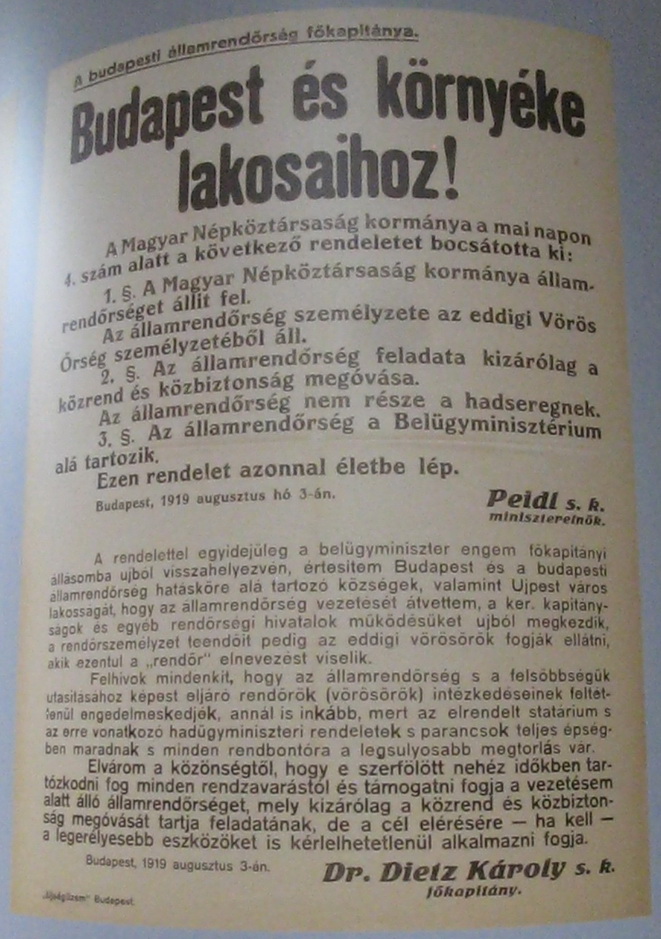 A budapesti államrendőrség főkapitánya.
Budapest és környéke
lakosaihoz!
A Magyar Népköztársaság kormánya a mai napon
4. szám alatt a következő rendeletet bocsátotta ki:
1. §. A Magyar Népköztársaság kormánya állam-
rendőrséget állit fel.
Az államrendőrség személyzete az eddigi Vörös
Őrség személyzetéből áll.
2. §. Az államrendőrség feladata kizárólag a
közrend és közbiztonság megóvása.
Az államrendőrség nem része a hadseregnek.
3. §. Az államrendőrség a Belügyminisztérium
alá tartozik.
Ezen rendelet azonnal életbe lép.
Budapest, 1919 augusztus hó 3-án.
Peidl s. k.
miniszterelnök.
A rendelettel egyidejüleg a belügyminiszter engem főkapitányi
állásomba ujból visszahelyezvén, értesitem Budapest és a budapesti
államrendőrség hatásköre alá tartozó községek, valamint Ujpest város
lakosságát, hogy az államrendőrség vezetését átvettem, a ker. kapitány-
ságok és egyéb rendőrségi hivatalok működésüket ujból megkezdik,
a rendőrszemélyzet teendőit pedig az eddigi vörösőrök fogják ellátni,
akik ezentul a „rendőr" elnevezést viselik.
Felhivok mindenkit, hogy az államrendőrség s a felsőbbségük
utasitásához képest eljáró rendőrök (vörösőrök) intézkedéseinek feltét-
lenül engedelmeskedjék, annál is inkább, mert az elrendelt statárium s
az erre vonatkozó hadügyminiszteri rendeletek s parancsok teljes épség-
ben maradnak s minden rendbontóra a legsulyosabb megtorlás vár.
Elvárom a közönségtől, hogy e szerfölött nehéz időkben tar-
tózkodni fog minden rendzavarástól és támogatni fogja a vezetésem
alatt álló államrendőrséget, mely kizárólag a közrend és közbizton-
ság megóvását tartja feladatának, de a cél elérésére — ha kell —
a legerélyesebb eszközöket is kérlelhetetlenül alkalmazni fogja.
Budapest, 1919 augusztus 3-án.
Dr. Dietz Károly s. k.
főkapitány.
„Ujságüzem" Budapest